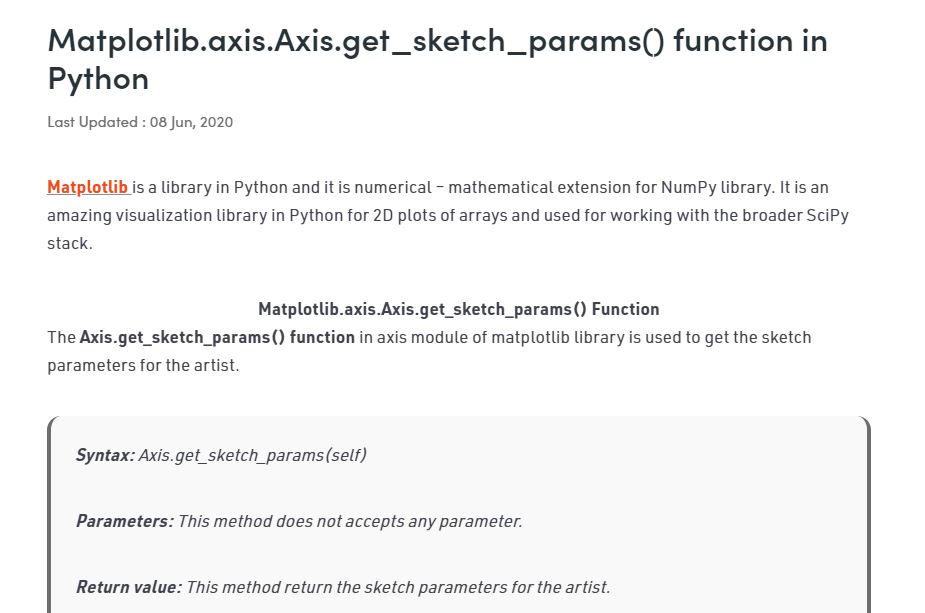 Matplotlib.axis.Axis.get_sketch_params() function in
Python
Last Updated : 08 Jun, 2020
Matplotlib is a library in Python and it is numerical – mathematical extension for NumPy library. It is an
amazing visualization library in Python for 2D plots of arrays and used for working with the broader SciPy
stack.
Matplotlib.axis.Axis.get_sketch_params() Function
The Axis.get_sketch_params() function in axis module of matplotlib library is used to get the sketch
parameters for the artist.
Syntax: Axis.get_sketch_params(self)
Parameters: This method does not accepts any parameter.
Return value: This method return the sketch parameters for the artist.